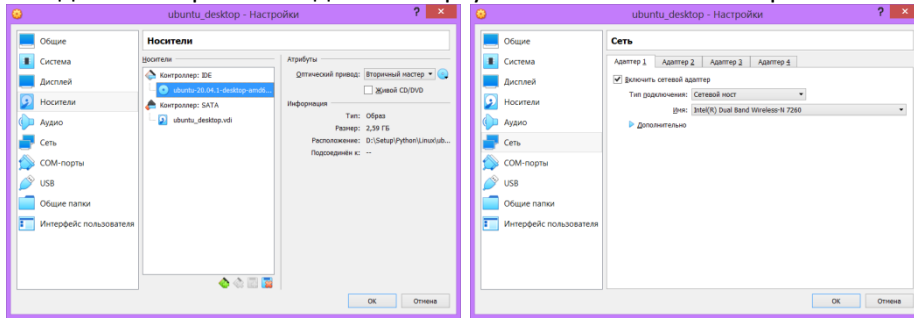 ubuntu_desktop - Настройки
Общие
Система
Дисплей
Носители
Аудио
Сеть
COM-порты
USB
Общие папки
Интерфейс пользователя
Носители
Носители
Контроллер: IDE
ubuntu-20.04.1-desktop-amd6...
Контроллер: SATA
ubuntu_desktop.vdi
Атрибуты
Оптический привод: Вторичный мастер
Живой CD/DVD
Информация
Тип: Образ
Размер: 2,59 ГБ
Расположение: D:\Setup\Python\Linux\ub...
Подсоединён к: --
OK Отмена
ubuntu_desktop - Настройки
Общие
Система
Дисплей
Носители
Аудио
Сеть
COM-порты
USB
Общие папки
Интерфейс пользователя
Сеть
Адаптер 1 Адаптер 2 Адаптер 3 Адаптер 4
Включить сетевой адаптер
Тип подключения: Сетевой мост
Имя: Intel(R) Dual Band Wireless-N 7260
Дополнительно
OK Отмена